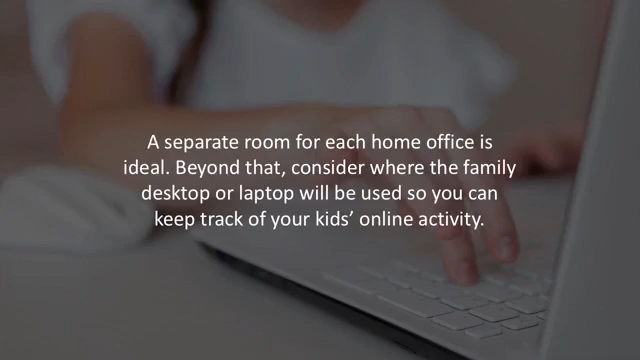 A separate room for each home office is
ideal. Beyond that, consider where the family
desktop or laptop will be used so you can
keep track of your kids’ online activity.